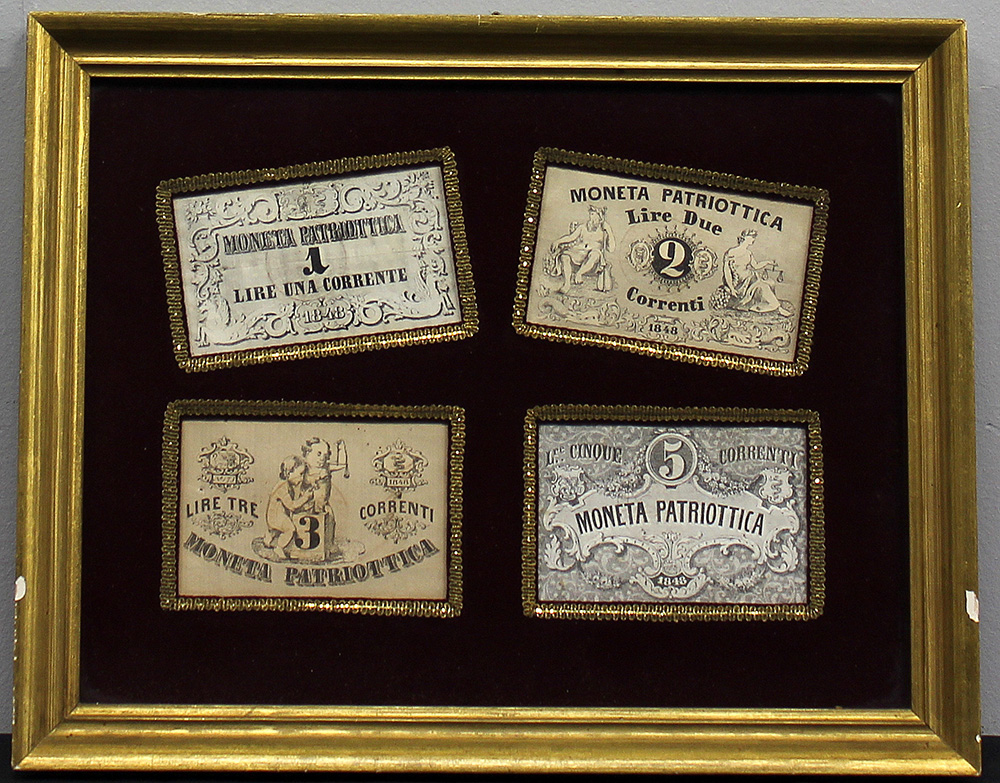 MONETA PATRIOTTICA
1
LIRE UNA CORRENTE
1848
MONETA PATRIOTTICA
Lire Due
2
Correnti
1848
1848
LIRE TRE
CORRENTI
3
MONETA PATRIOTTICA
CINQUE
5
CORRENTI
MONETA PATRIOTTICA
1848